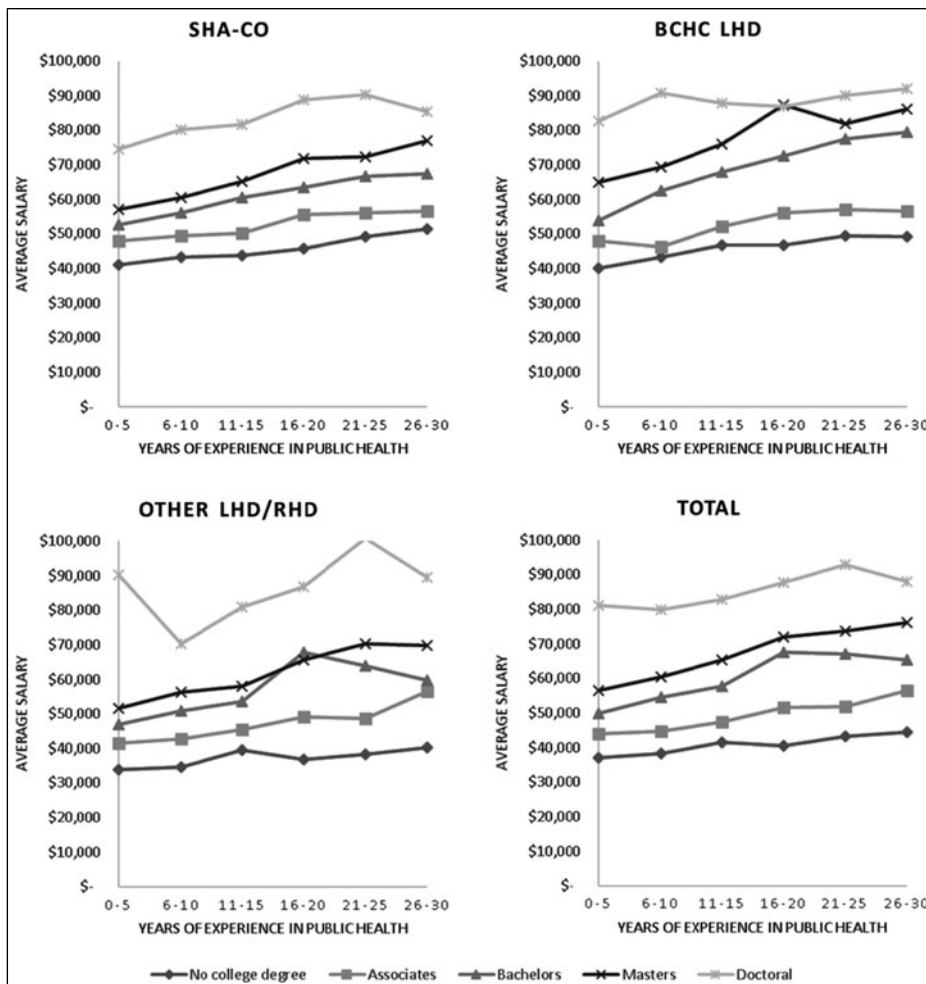 SHA-CO
$100,000
$90,000
$80,000
$70,000
$60,000
$50,000
$40,000
$30,000
$20,000
$10,000
$-
AVERAGE SALARY
0-5 6-10 11-15 16-20 21-25 26-30
YEARS OF EXPERIENCE IN PUBLIC HEALTH
BCHC LHD
$100,000
$90,000
$80,000
$70,000
$60,000
$50,000
$40,000
$30,000
$20,000
$10,000
$-
AVERAGE SALARY
0-5 6-10 11-15 16-20 21-25 26-30
YEARS OF EXPERIENCE IN PUBLIC HEALTH
OTHER LHD/RHD
$100,000
$90,000
$80,000
$70,000
$60,000
$50,000
$40,000
$30,000
$20,000
$10,000
$-
AVERAGE SALARY
0-5 6-10 11-15 16-20 21-25 26-30
YEARS OF EXPERIENCE IN PUBLIC HEALTH
TOTAL
$100,000
$90,000
$80,000
$70,000
$60,000
$50,000
$40,000
$30,000
$20,000
$10,000
$-
AVERAGE SALARY
0-5 6-10 11-15 16-20 21-25 26-30
YEARS OF EXPERIENCE IN PUBLIC HEALTH
No college degree Associates Bachelors Masters Doctoral